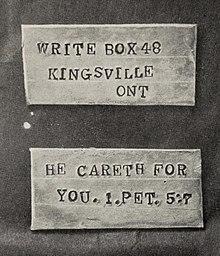 WRITE BOX 48
KINGSVILLE
ONT
HE CARETH FOR
YOU. 1. PET. 5:7